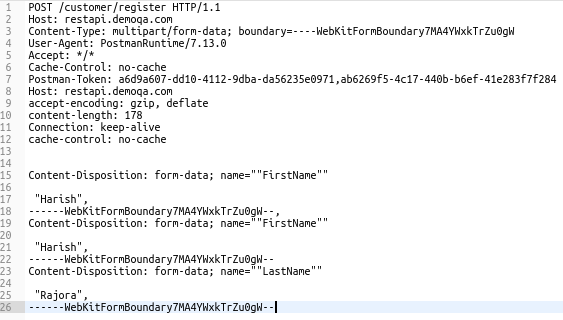 1 POST /customer/register HTTP/1.1
2 Host: restapi.demoqa.com
3 Content-Type: multipart/form-data; boundary=----WebKitFormBoundary7MA4YWxkTrZu0gW
4 User-Agent: PostmanRuntime/7.13.0
5 Accept: */*
6 Cache-Control: no-cache
7 Postman-Token: a6d9a607-dd10-4112-9dba-da56235e0971,ab6269f5-4c17-440b-b6ef-41e283f7f284
8 Host: restapi.demoqa.com
9 accept-encoding: gzip, deflate
10 content-length: 178
11 Connection: keep-alive
12 cache-control: no-cache
13
14
15 Content-Disposition: form-data; name=""FirstName""
16
17 "Harish",
18 ------WebKitFormBoundary7MA4YWxkTrZu0gW--,
19 Content-Disposition: form-data; name=""FirstName""
20
21 "Harish",
22 ------WebKitFormBoundary7MA4YWxkTrZu0gW--
23 Content-Disposition: form-data; name=""LastName""
24
25 "Rajora",
26 ------WebKitFormBoundary7MA4YWxkTrZu0gW--